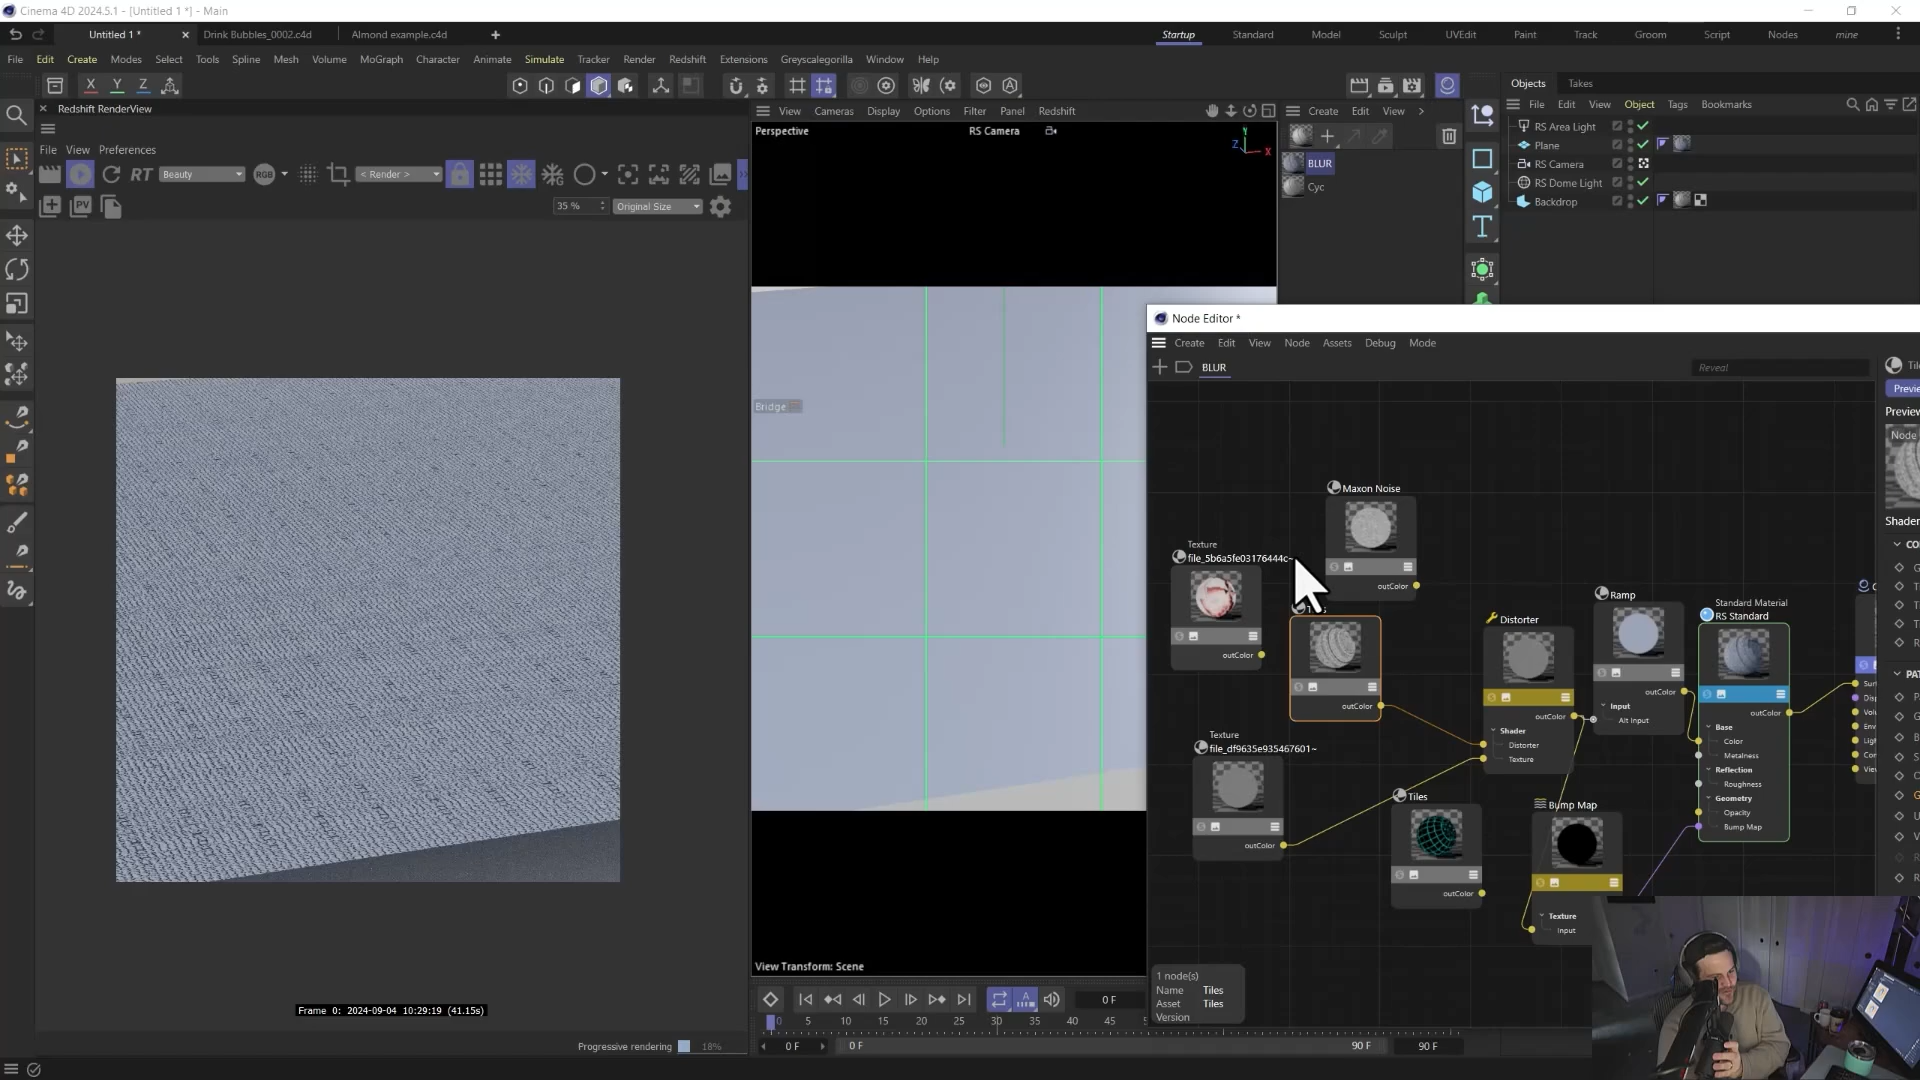 Cinema 4D 2024.5.1 - [Untitled 1 *] - Main
Untitled 1 *
Drink Bubbles_0002.c4d
Almond example.c4d
Startup
Standard
Model
Sculpt
UVEdit
Paint
Track
Groom
Script
Nodes
mine
File Edit Create Modes Select Tools Spline Mesh Volume MoGraph Character Animate Simulate Tracker Render Redshift Extensions Greyscalegorilla Window Help
X Y Z
Objects
Takes
Redshift RenderView
View Cameras Display Options Filter Panel Redshift
Create Edit View
File Edit View Object Tags Bookmarks
Perspective
RS Camera
RS Area Light
Plane
RS Camera
RS Dome Light
Backdrop
BLUR
Cyc
File View Preferences
RT
Beauty
RGB
< Render >
PV
35 %
Original Size
Bridge
Node Editor *
Create Edit View Node Assets Debug Mode
BLUR
Reveal
Maxon Noise
outColor
Texture
file_5b6a5fe03176444c~
outColor
outColor
Distorter
outColor
Shader
Distorter
Texture
Ramp
outColor
Input
Alt Input
Standard Material
RS Standard
outColor
Base
Color
Metalness
Reflection
Roughness
Geometry
Opacity
Bump Map
Texture
file_df9635e935467601~
outColor
Tiles
outColor
Bump Map
Texture
Input
1 node(s)
Name Tiles
Asset Tiles
Version
View Transform: Scene
Frame 0: 2024-09-04 10:29:19 (41.15s)
Progressive rendering 18%
0 F
0 5 10 15 20 25 30 35 40 45
0 F
0 F
90 F
90 F